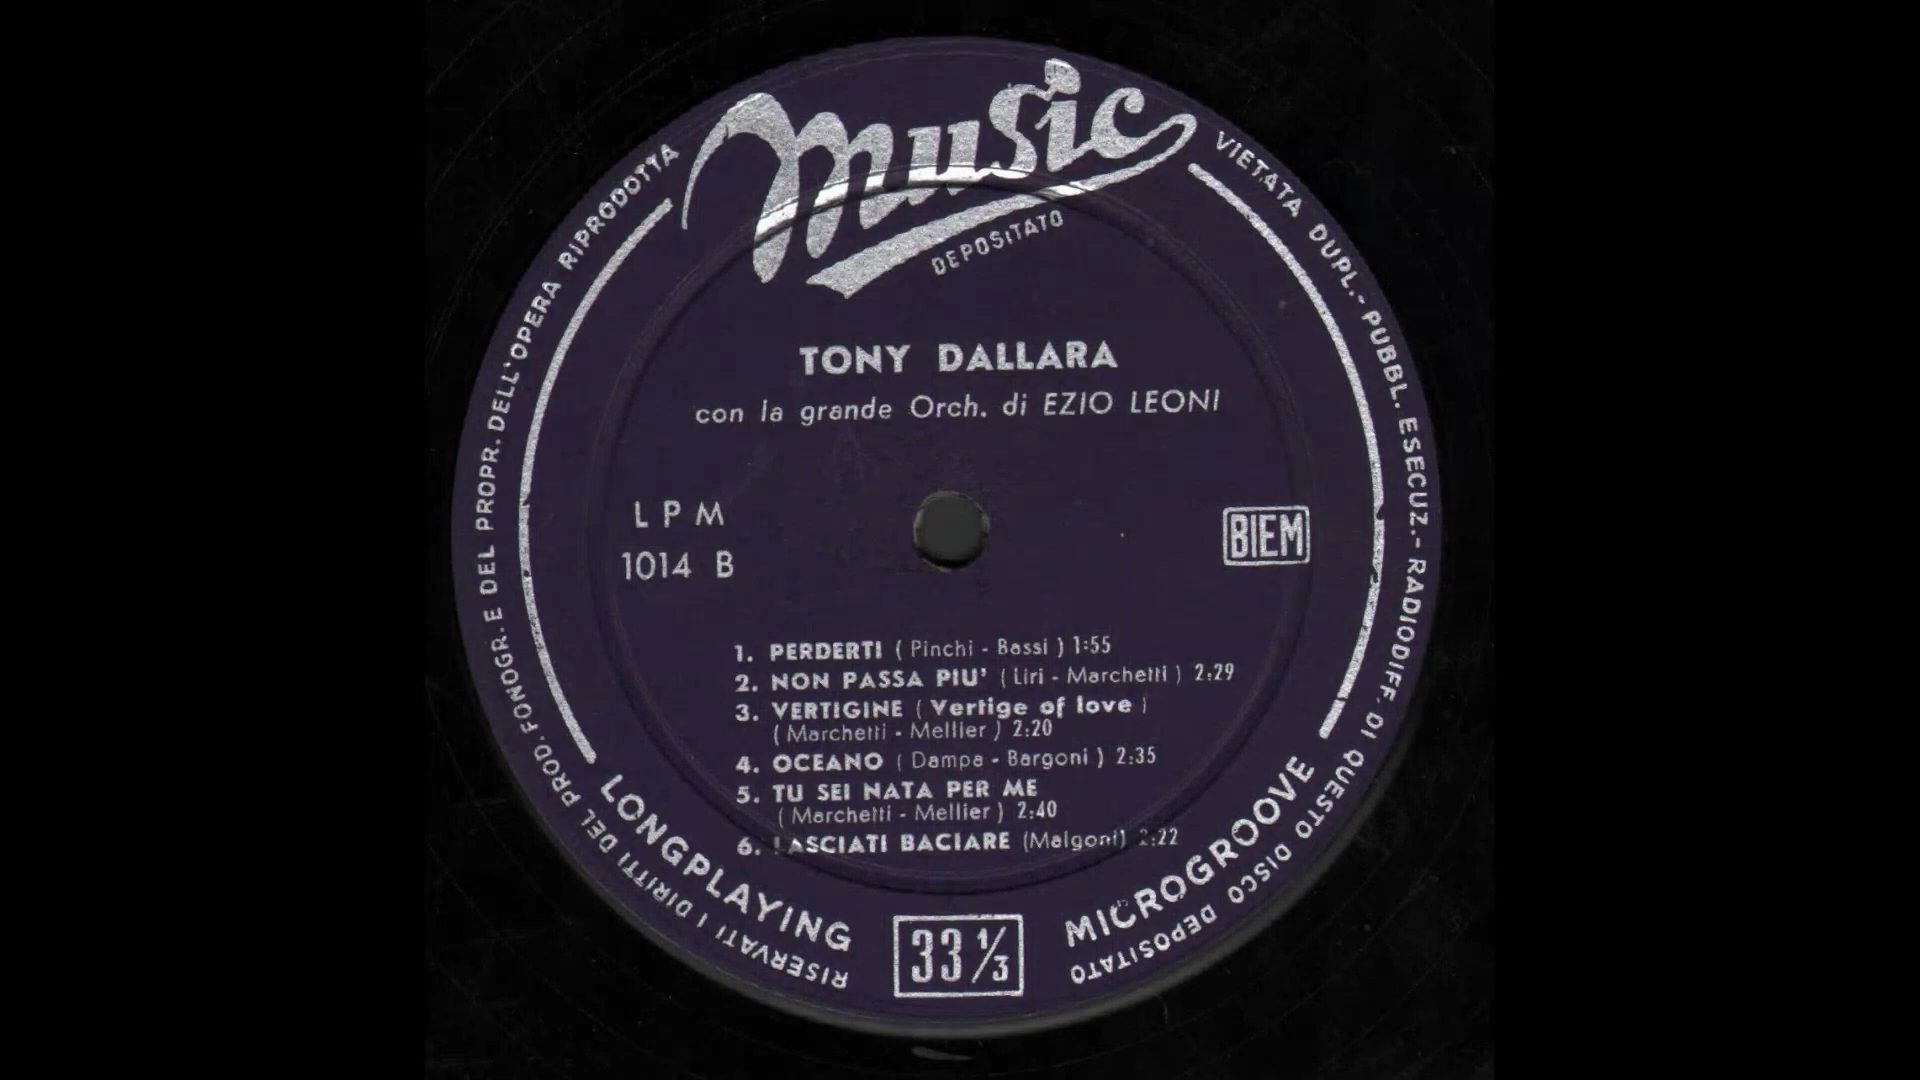 Music
DEPOSITATO
TONY DALLARA
con la grande Orch. di EZIO LEONI
LPM
1014 B
BIEM
1. PERDERTI (Pinchi - Bassi) 1:55
2. NON PASSA PIU' (Liri - Marchetti) 2:29
3. VERTIGINE (Vertige of love)
(Marchetti - Mellier) 2:20
4. OCEANO (Dampa - Bargoni) 2:35
5. TU SEI NATA PER ME
(Marchetti - Mellier) 2:40
6. LASCIATI BACIARE (Malgoni) 2:22
LONGPLAYING
33 1/3
MICROGROOVE
RISERVATI I DIRITTI DEL PROD. FONOGR. E DEL PROPR. DELL'OPERA RIPRODOTTA
VIETATA DUPL.- PUBBL. ESECUZ.- RADIODIFF. DI QUESTO DISCO DEPOSITATO